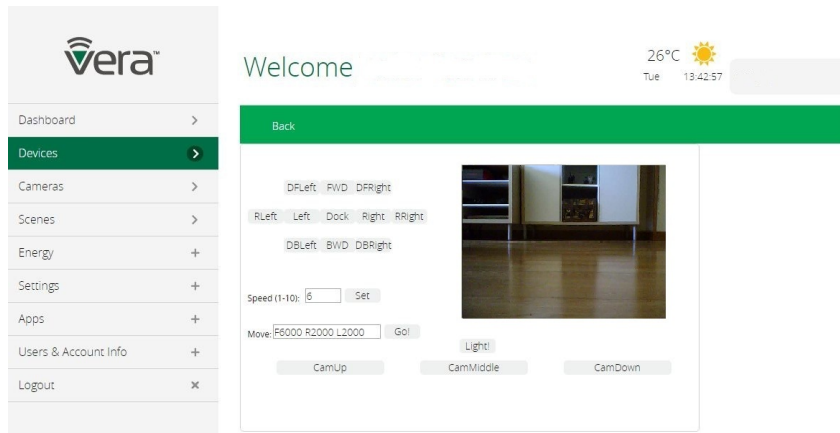 vera™
Welcome
26°C
Tue 13:42:57
Dashboard
Devices
Cameras
Scenes
Energy
Settings
Apps
Users & Account Info
Logout
Back
DFLeft FWD DFRight
RLeft Left Dock Right RRight
DBLeft BWD DBRight
Speed (1-10): 6 Set
Move: F6000 R2000 L2000 Go!
Light!
CamUp CamMiddle CamDown